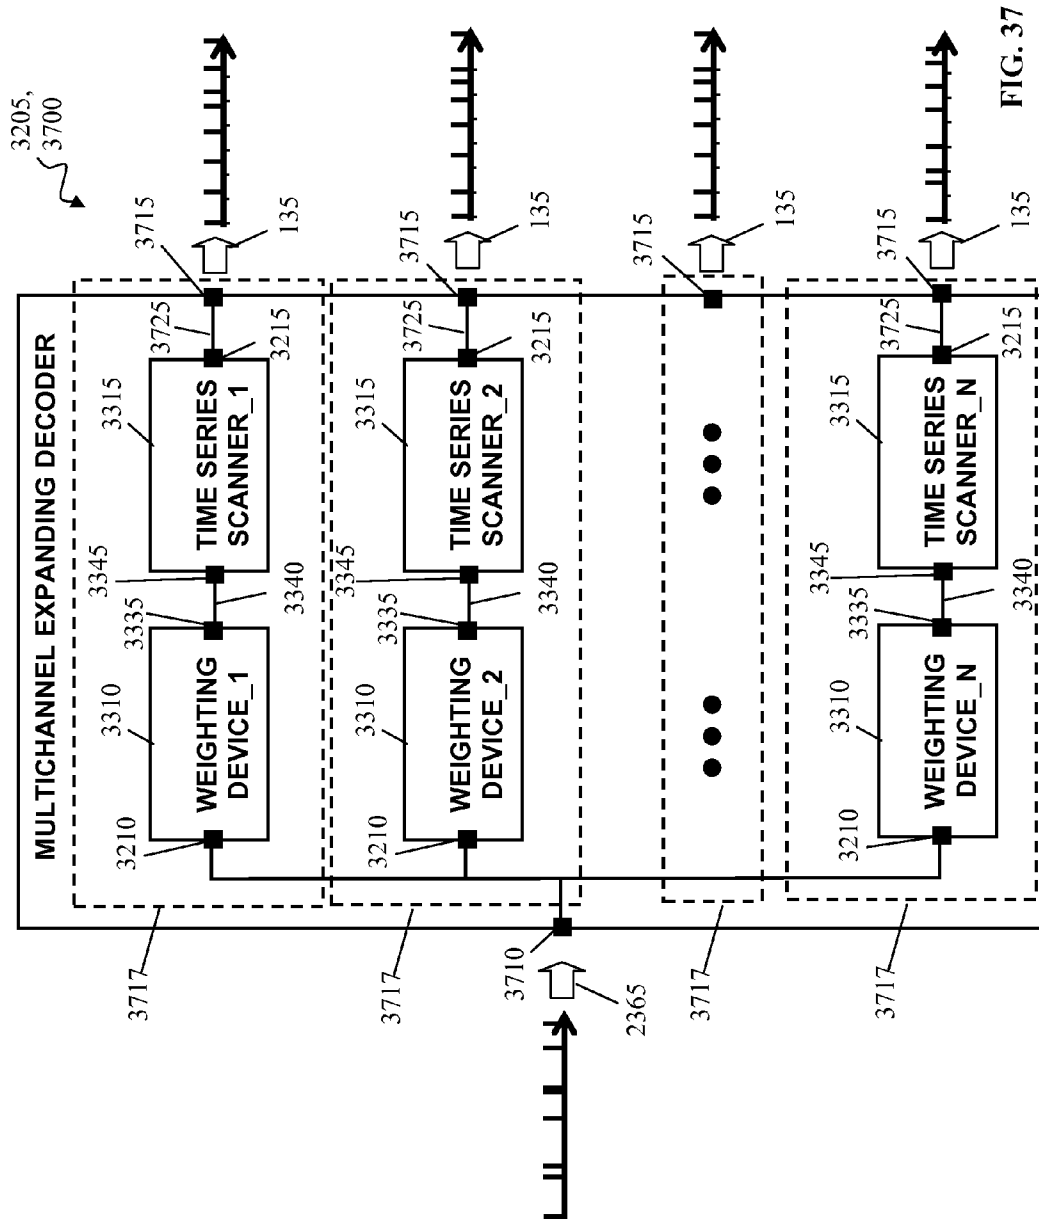 3205,
3700
MULTICHANNEL EXPANDING DECODER
3717
3210
3310
WEIGHTING
DEVICE_1
3335
3340
3345
3315
TIME SERIES
SCANNER_1
3215
3725
3715
135
3717
3210
3310
WEIGHTING
DEVICE_2
3335
3340
3345
3315
TIME SERIES
SCANNER_2
3215
3725
3715
135
3710
2365
3717
3715
135
3717
3210
3310
WEIGHTING
DEVICE_N
3335
3340
3345
3315
TIME SERIES
SCANNER_N
3215
3725
3715
135
FIG. 37